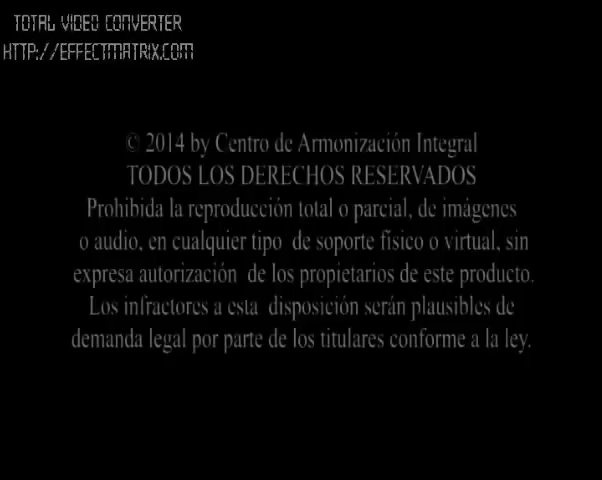 TOTAL VIDEO CONVERTER
HTTP://EFFECTMATRIX.COM
© 2014 by Centro de Armonización Integral
TODOS LOS DERECHOS RESERVADOS
Prohibida la reproducción total o parcial, de imágenes
o audio, en cualquier tipo de soporte físico o virtual, sin
expresa autorización de los propietarios de este producto.
Los infractores a esta disposición serán plausibles de
demanda legal por parte de los titulares conforme a la ley.